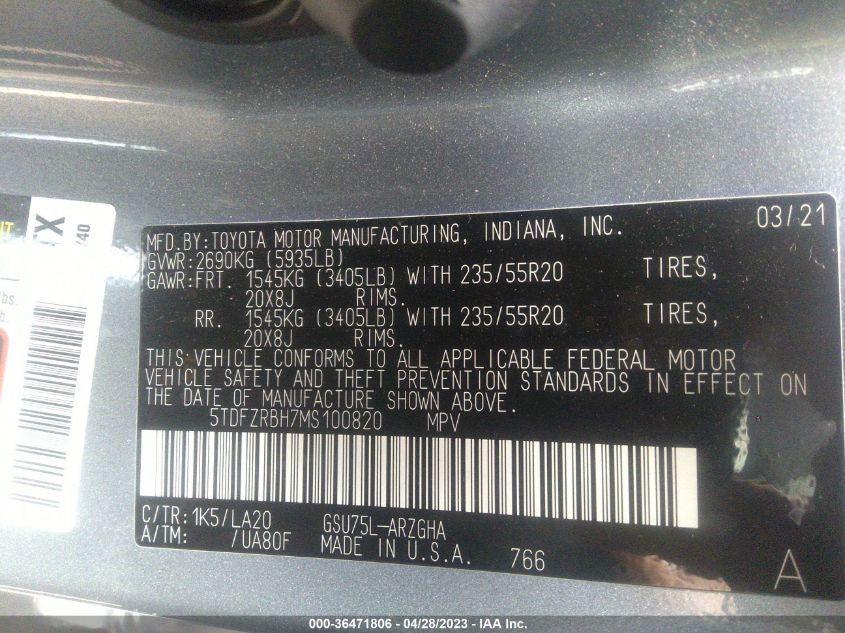 MFD.BY:TOYOTA MOTOR MANUFACTURING, INDIANA, INC. 03/21
GVWR:2690KG (5935LB)
GAWR:FRT. 1545KG (3405LB) WITH 235/55R20 TIRES,
20X8J RIMS.
RR. 1545KG (3405LB) WITH 235/55R20 TIRES,
20X8J RIMS.
THIS VEHICLE CONFORMS TO ALL APPLICABLE FEDERAL MOTOR
VEHICLE SAFETY AND THEFT PREVENTION STANDARDS IN EFFECT ON
THE DATE OF MANUFACTURE SHOWN ABOVE.
5TDFZRBH7MS100820 MPV
C/TR:1K5/LA20 GSU75L-ARZGHA
A/TM: /UA80F MADE IN U.S.A. 766
A
000-36471806 - 04/28/2023 - IAA Inc.